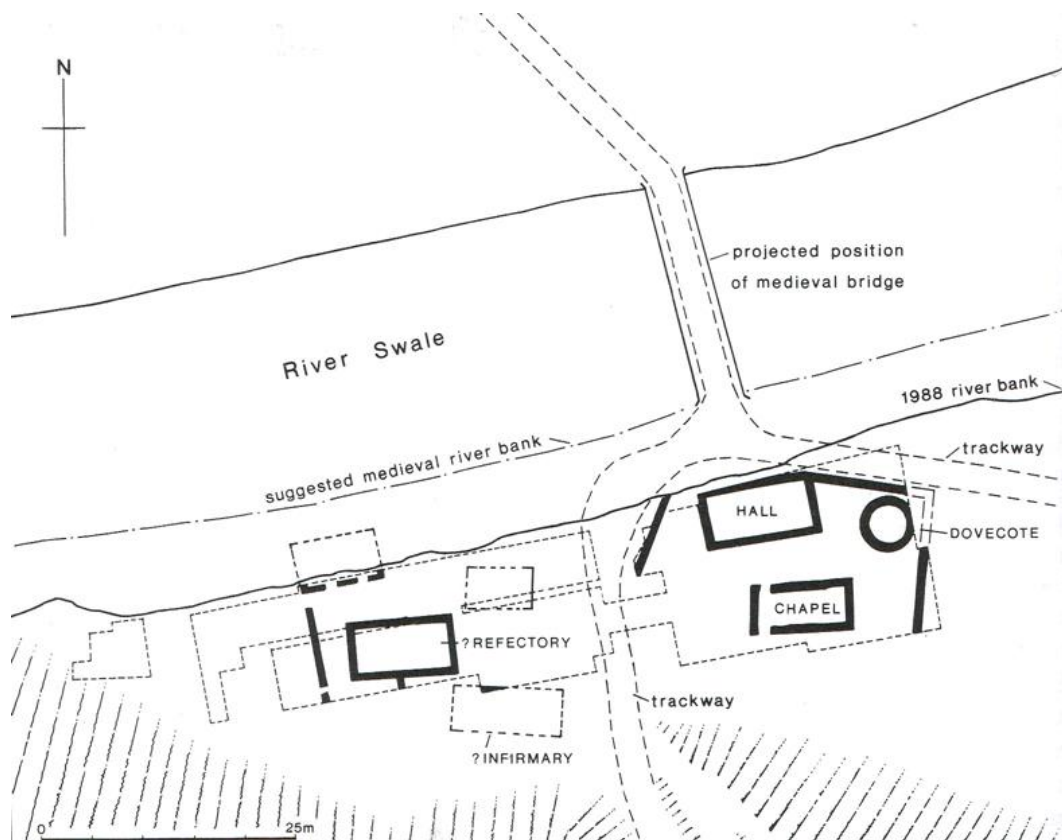 N
projected position
of medieval bridge
River Swale
1988 river bank
suggested medieval river bank
trackway
HALL
DOVECOTE
CHAPEL
?REFECTORY
trackway
?INFIRMARY
0
25m